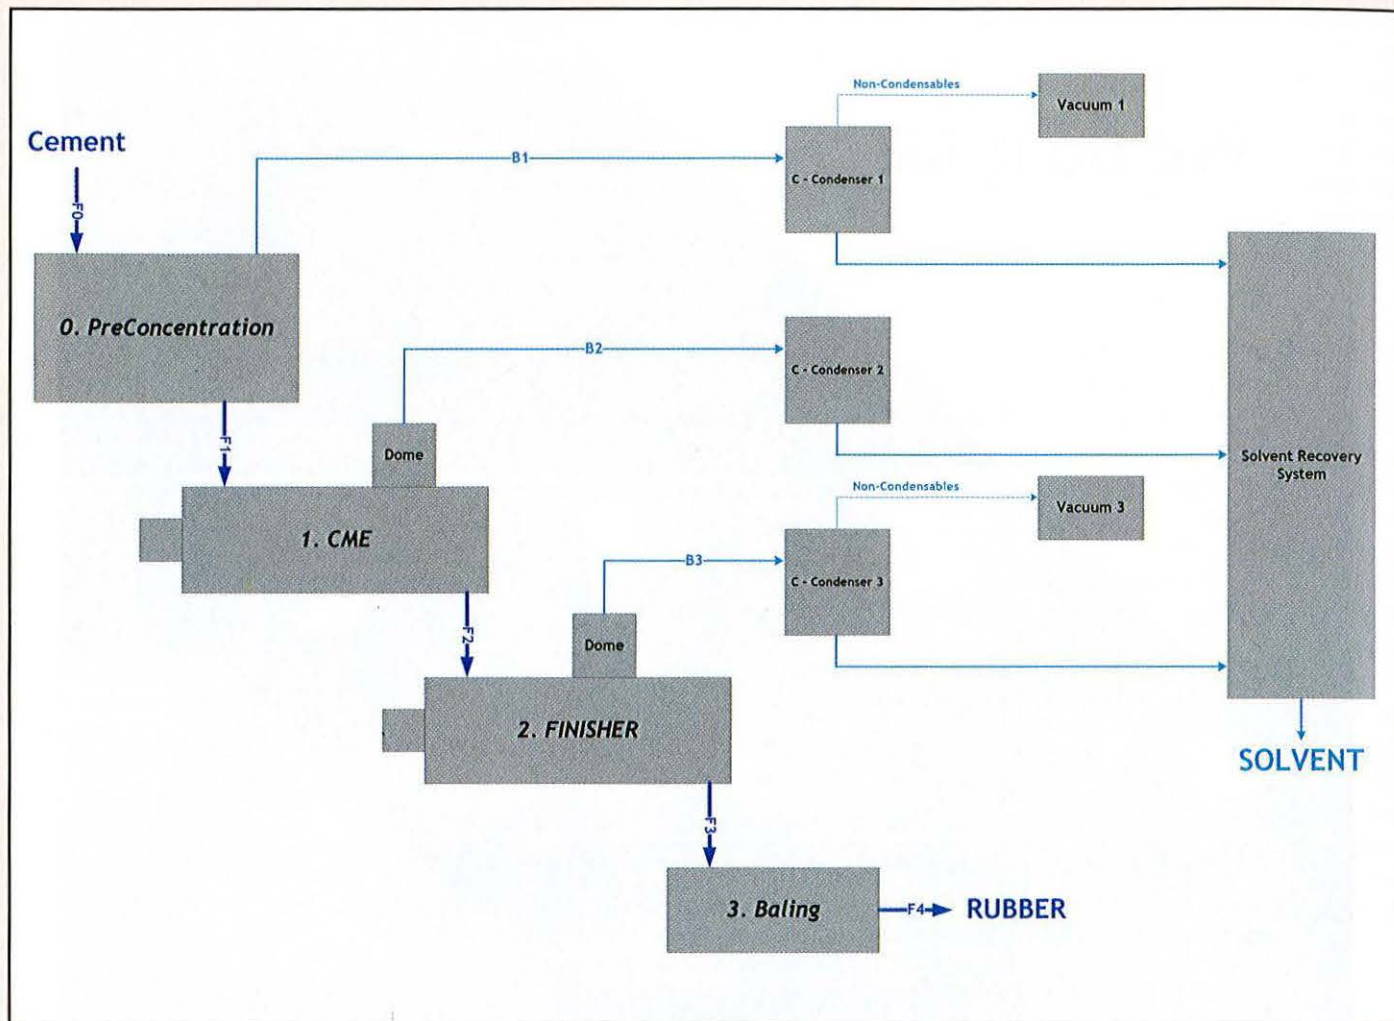 Non-Condensables
Vacuum 1
Cement
B1
C - Condenser 1
F0
0. PreConcentration
B2
C - Condenser 2
F1
Dome
Solvent Recovery
System
Non-Condensables
Vacuum 3
1. CME
B3
C - Condenser 3
F2
Dome
2. FINISHER
SOLVENT
F3
3. Baling
F4
RUBBER